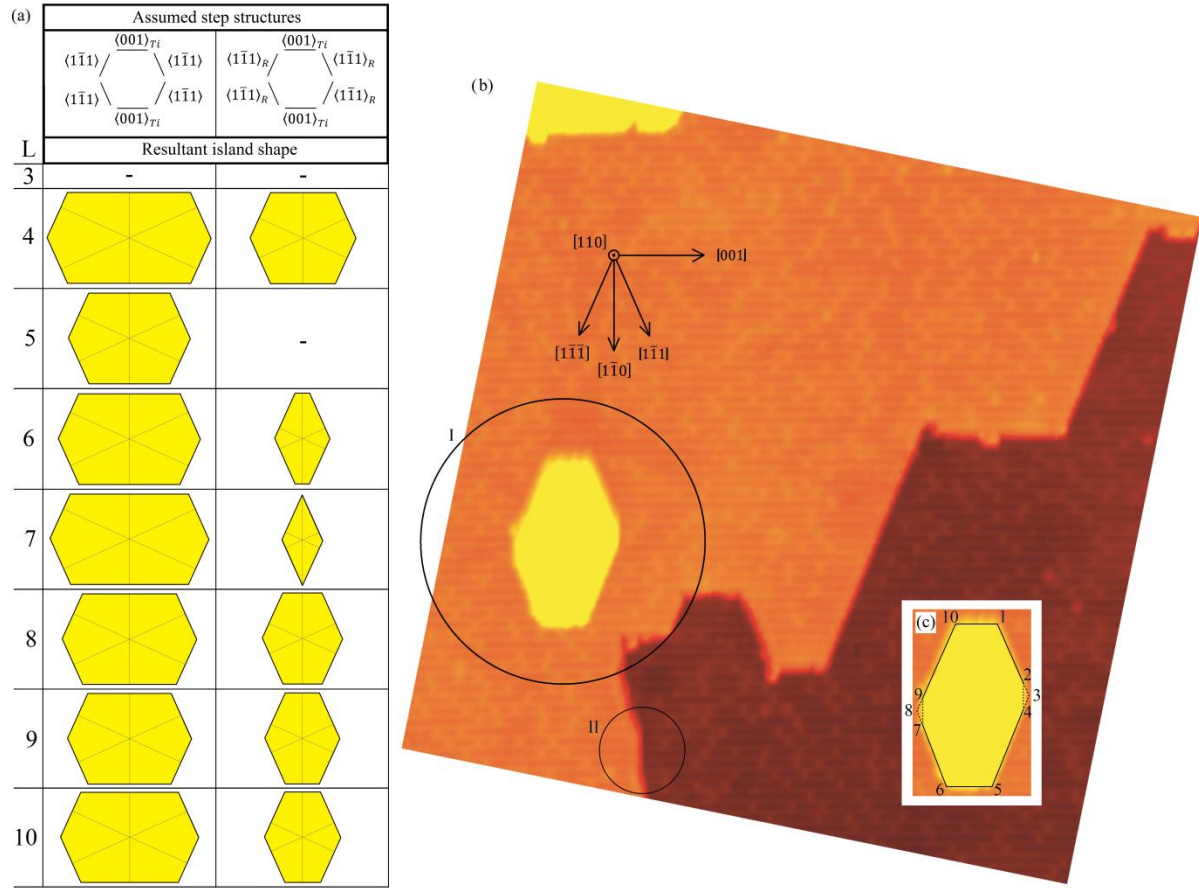 (a)
Assumed step structures
⟨001⟩Ti ⟨001⟩Ti
⟨11̄1⟩ ⟨11̄1⟩ ⟨11̄1⟩R ⟨11̄1⟩R
⟨11̄1⟩ ⟨11̄1⟩ ⟨11̄1⟩R ⟨11̄1⟩R
⟨001⟩Ti ⟨001⟩Ti
L Resultant island shape
3 - -
4
5 -
6
7
8
9
10
(b)
[110]
[001]
[11̄1̄] [11̄1]
[11̄0]
I
II
(c)
10 1
2
9 3
8 4
7
6 5